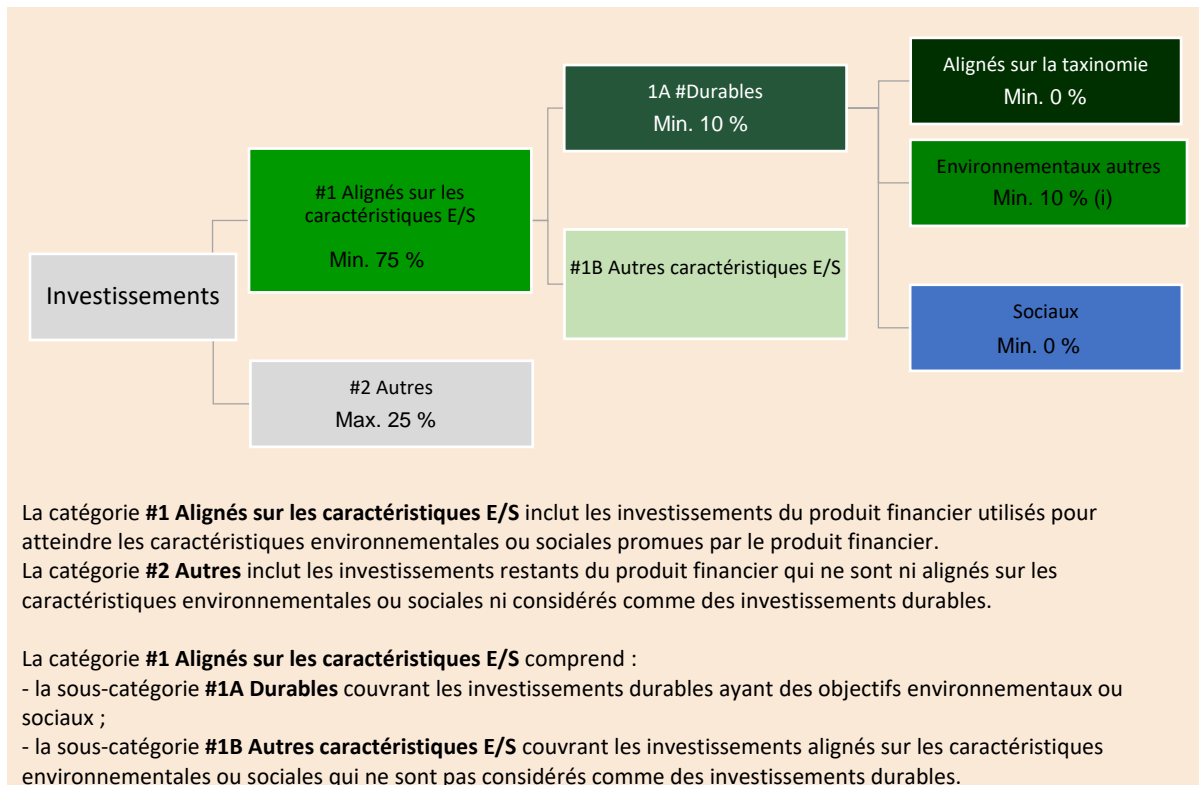 Investissements
#1 Alignés sur les
caractéristiques E/S
Min. 75 %
#2 Autres
Max. 25 %
1A #Durables
Min. 10 %
#1B Autres caractéristiques E/S
Alignés sur la taxinomie
Min. 0 %
Environnementaux autres
Min. 10 % (i)
Sociaux
Min. 0 %
La catégorie #1 Alignés sur les caractéristiques E/S inclut les investissements du produit financier utilisés pour
atteindre les caractéristiques environnementales ou sociales promues par le produit financier.
La catégorie #2 Autres inclut les investissements restants du produit financier qui ne sont ni alignés sur les
caractéristiques environnementales ou sociales ni considérés comme des investissements durables.
La catégorie #1 Alignés sur les caractéristiques E/S comprend :
- la sous-catégorie #1A Durables couvrant les investissements durables ayant des objectifs environnementaux ou
sociaux ;
- la sous-catégorie #1B Autres caractéristiques E/S couvrant les investissements alignés sur les caractéristiques
environnementales ou sociales qui ne sont pas considérés comme des investissements durables.